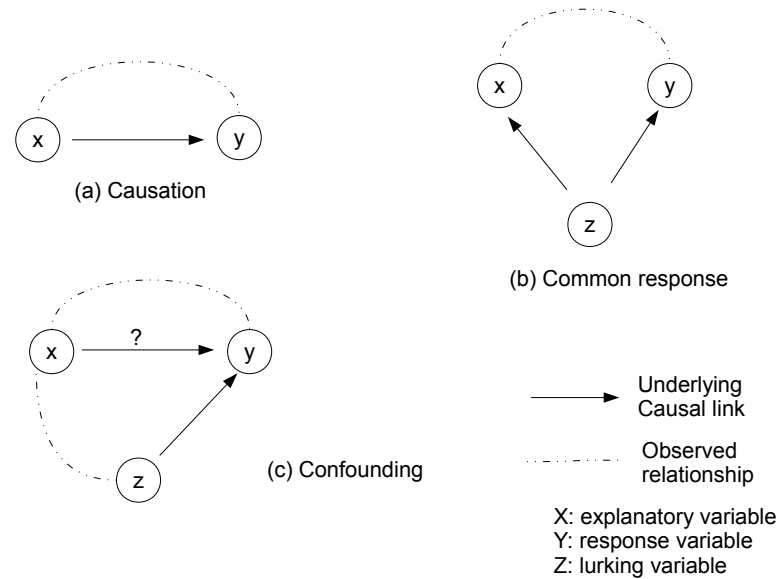 x
y
(a) Causation
x
y
z
(b) Common response
x
?
y
z
(c) Confounding
Underlying
Causal link
Observed
relationship
X: explanatory variable
Y: response variable
Z: lurking variable